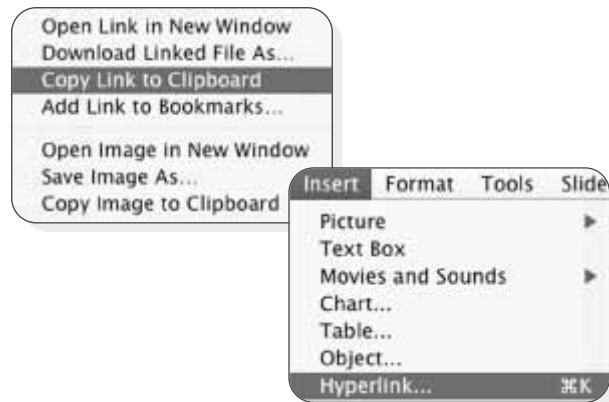 Open Link in New Window
Download Linked File As...
Copy Link to Clipboard
Add Link to Bookmarks...
Open Image in New Window
Save Image As...
Copy Image to Clipboard
Insert Format Tools Slide
Picture ▶
Text Box
Movies and Sounds ▶
Chart...
Table...
Object...
Hyperlink... ⌘K